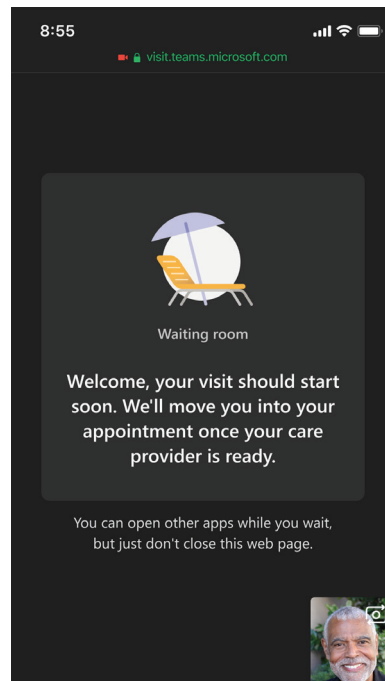 8:55
visit.teams.microsoft.com
Waiting room
Welcome, your visit should start
soon. We'll move you into your
appointment once your care
provider is ready.
You can open other apps while you wait,
but just don't close this web page.